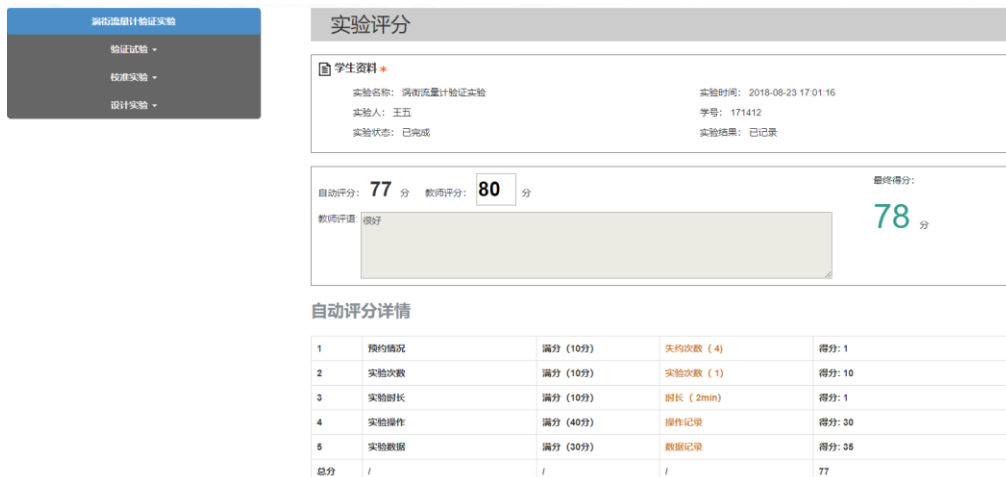 涡街流量计验证实验
验证试验
校准实验
设计实验
实验评分
学生资料 *
实验名称： 涡街流量计验证实验 实验时间： 2018-08-23 17:01:16
实验人： 王五 学号： 171412
实验状态： 已完成 实验结果： 已记录
自动评分： 77 分 教师评分： 80 分
最终得分：
78 分
教师评语: 很好
自动评分详情
1 预约情况 满分（10分） 失约次数（ 4） 得分: 1
2 实验次数 满分（10分） 实验次数（ 1） 得分: 10
3 实验时长 满分（10分） 时长（ 2min） 得分: 1
4 实验操作 满分（40分） 操作记录 得分: 30
5 实验数据 满分（30分） 数据记录 得分: 35
总分 / / / 77